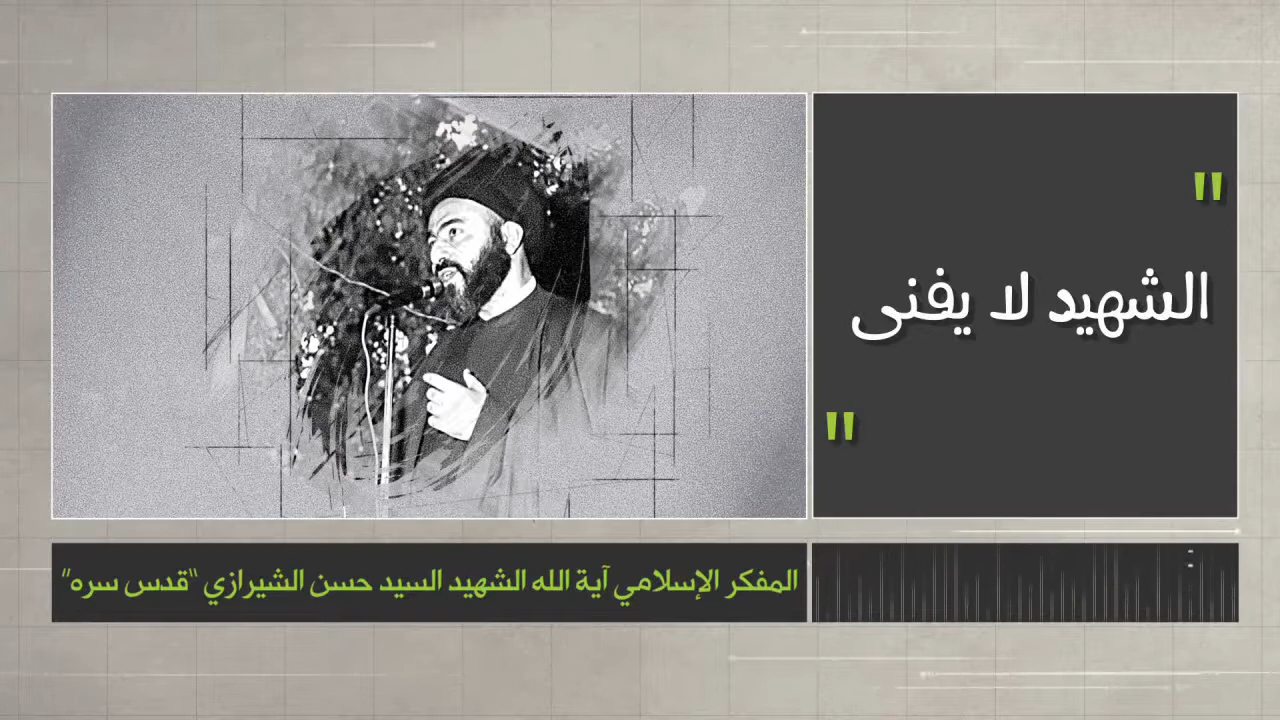 "
الشهيد لا يفنى
"
المفكر الإسلامي آية الله الشهيد السيد حسن الشيرازي "قدس سره"